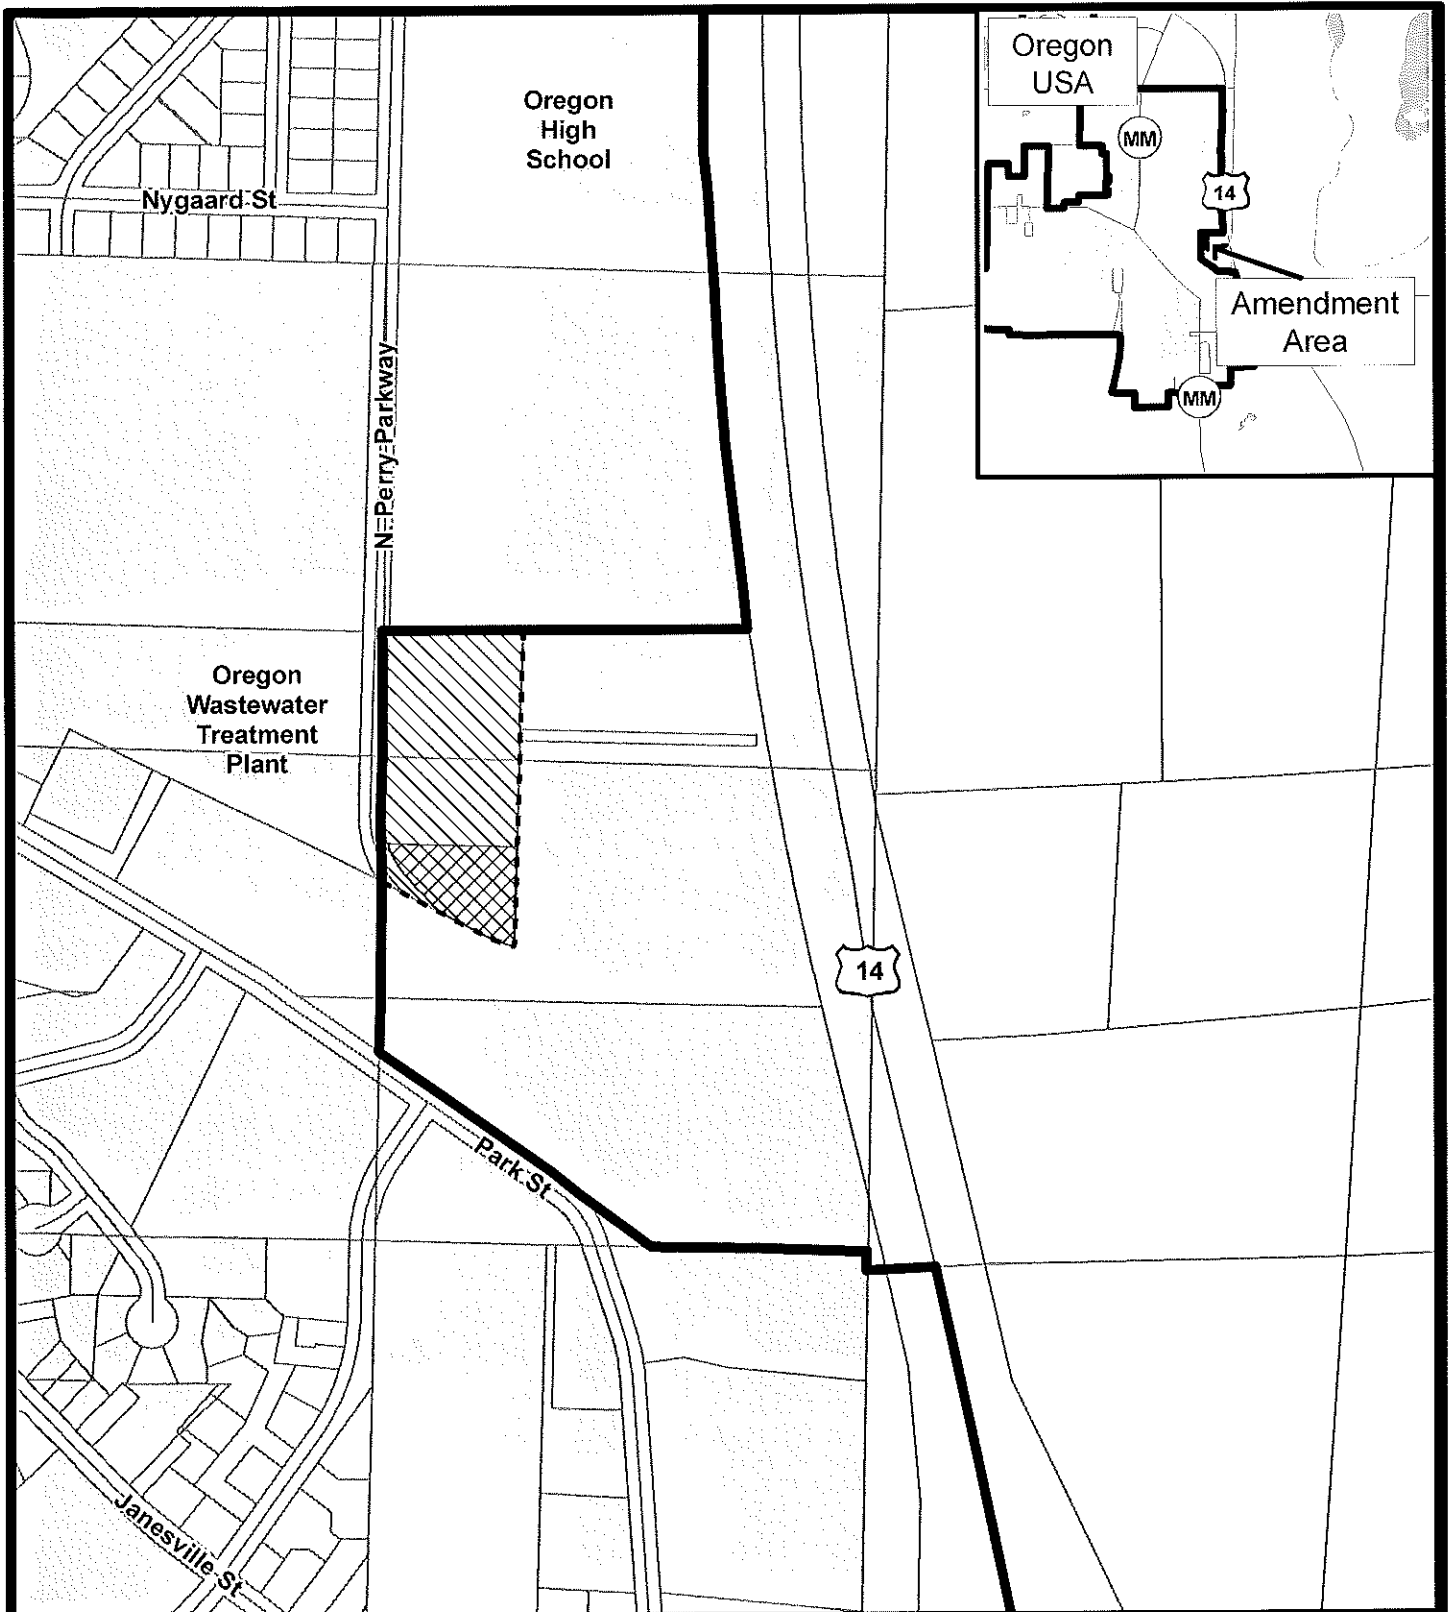 Oregon
High
School
Oregon
USA
MM
14
Amendment
Area
MM
Nygaard St
N. Perry Parkway
Oregon
Wastewater
Treatment
Plant
14
Park St
Janesville St